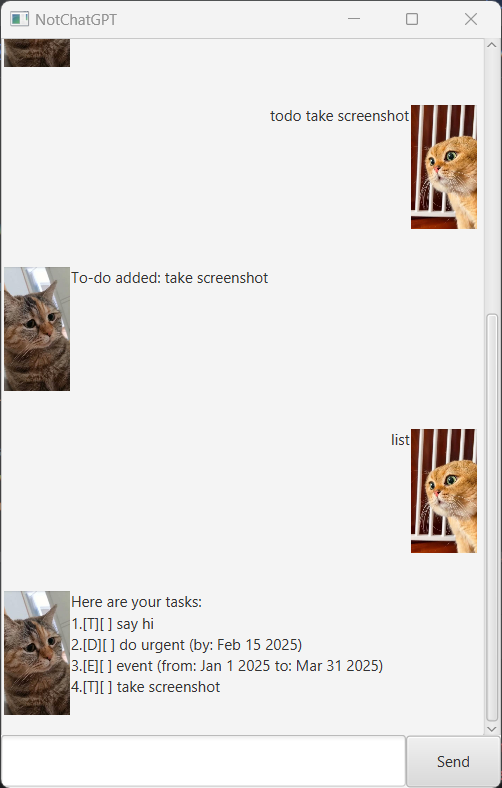 NotChatGPT
todo take screenshot
To-do added: take screenshot
list
Here are your tasks:
1.[T][ ] say hi
2.[D][ ] do urgent (by: Feb 15 2025)
3.[E][ ] event (from: Jan 1 2025 to: Mar 31 2025)
4.[T][ ] take screenshot
Send